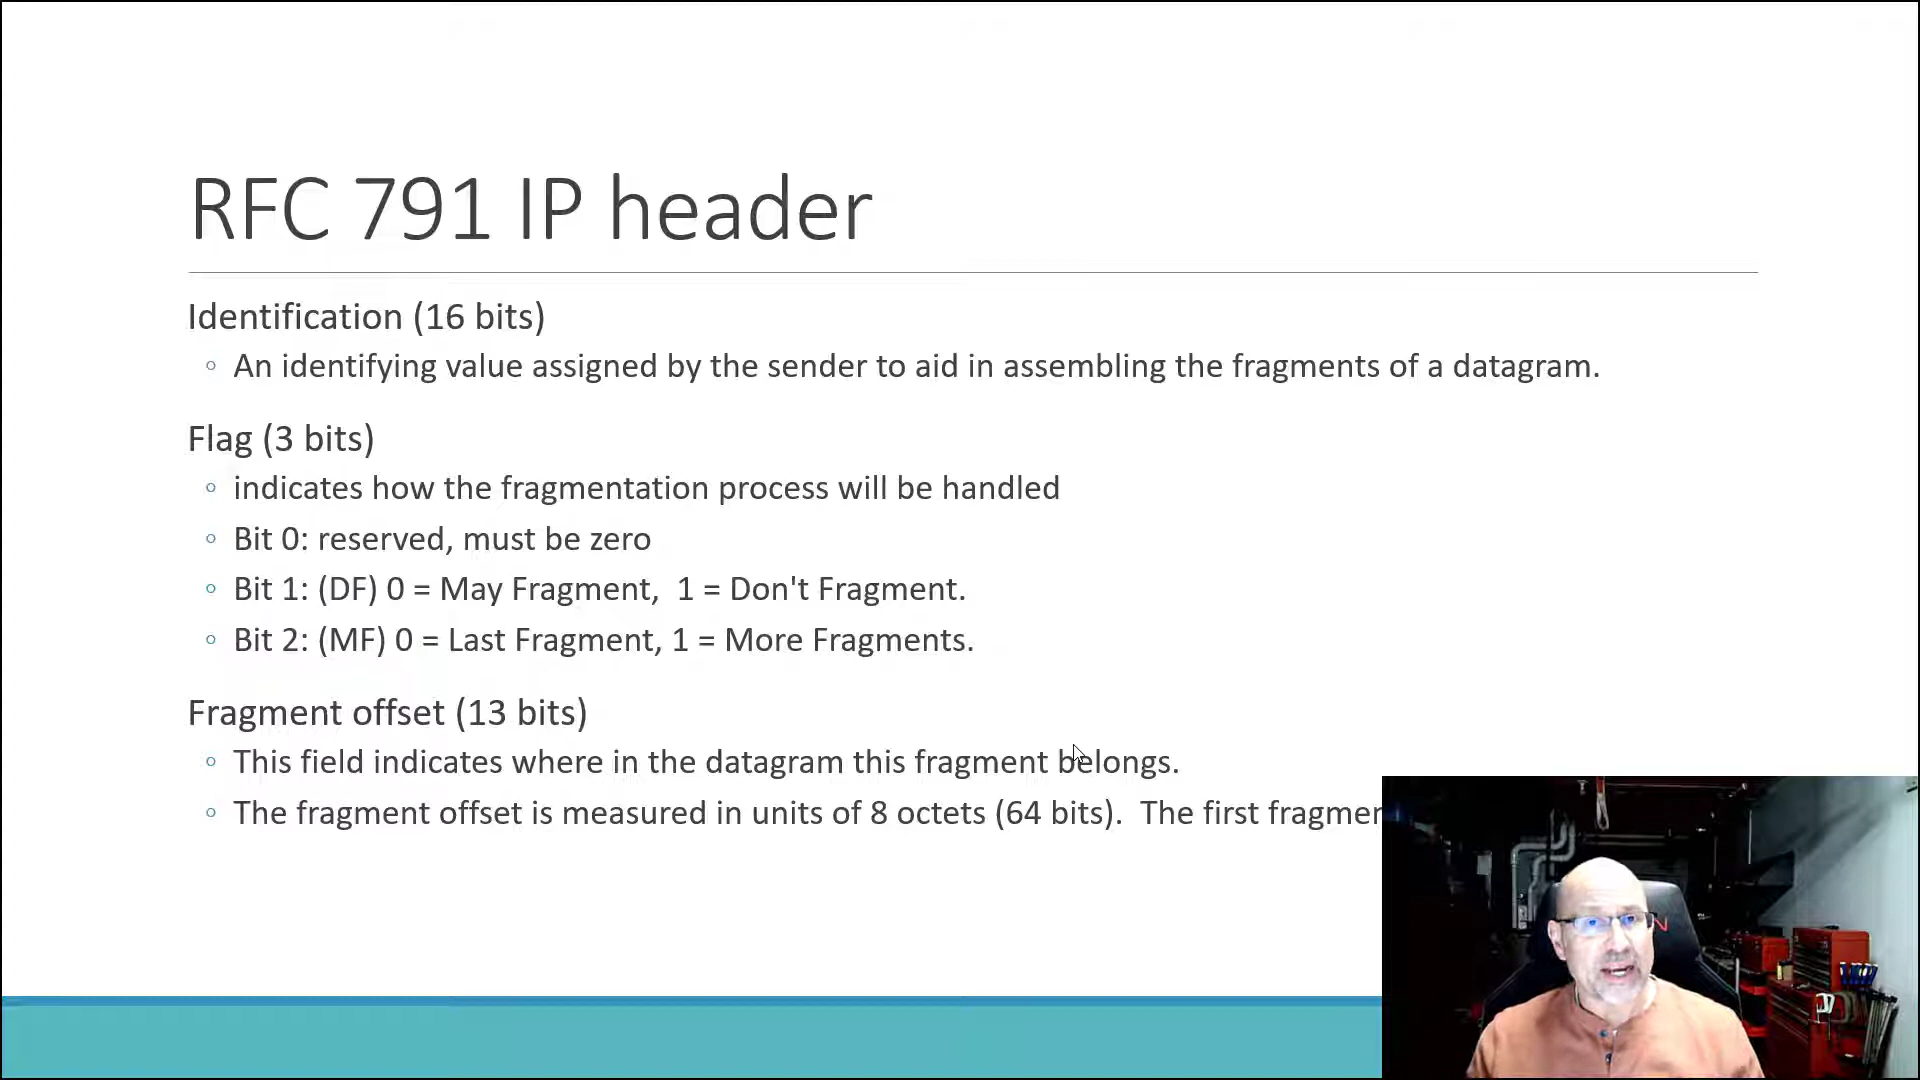 RFC 791 IP header
Identification (16 bits)
◦ An identifying value assigned by the sender to aid in assembling the fragments of a datagram.
Flag (3 bits)
◦ indicates how the fragmentation process will be handled
◦ Bit 0: reserved, must be zero
◦ Bit 1: (DF) 0 = May Fragment,  1 = Don't Fragment.
◦ Bit 2: (MF) 0 = Last Fragment, 1 = More Fragments.
Fragment offset (13 bits)
◦ This field indicates where in the datagram this fragment belongs.
◦ The fragment offset is measured in units of 8 octets (64 bits).  The first